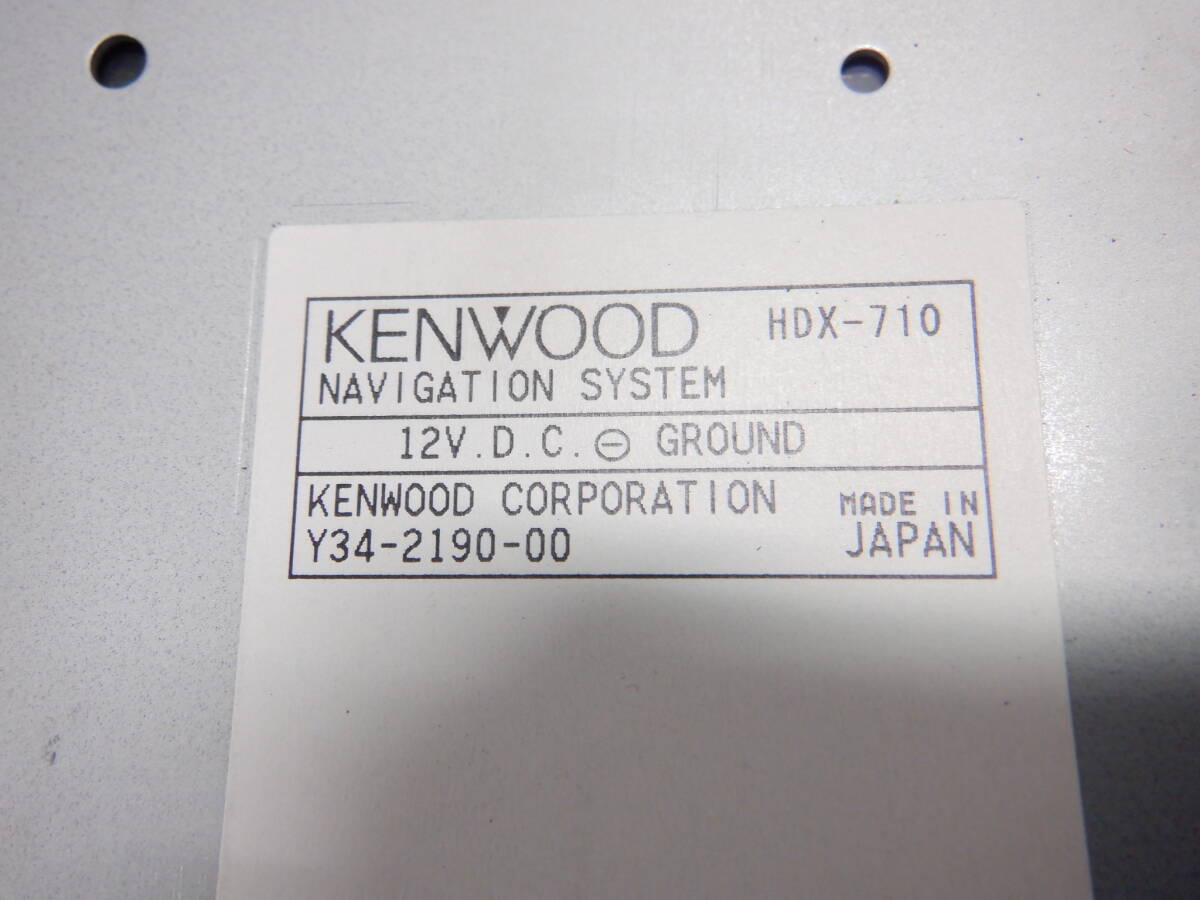 KENWOOD HDX-710
NAVIGATION SYSTEM
12V.D.C. ⊖ GROUND
KENWOOD CORPORATION MADE IN
Y34-2190-00 JAPAN